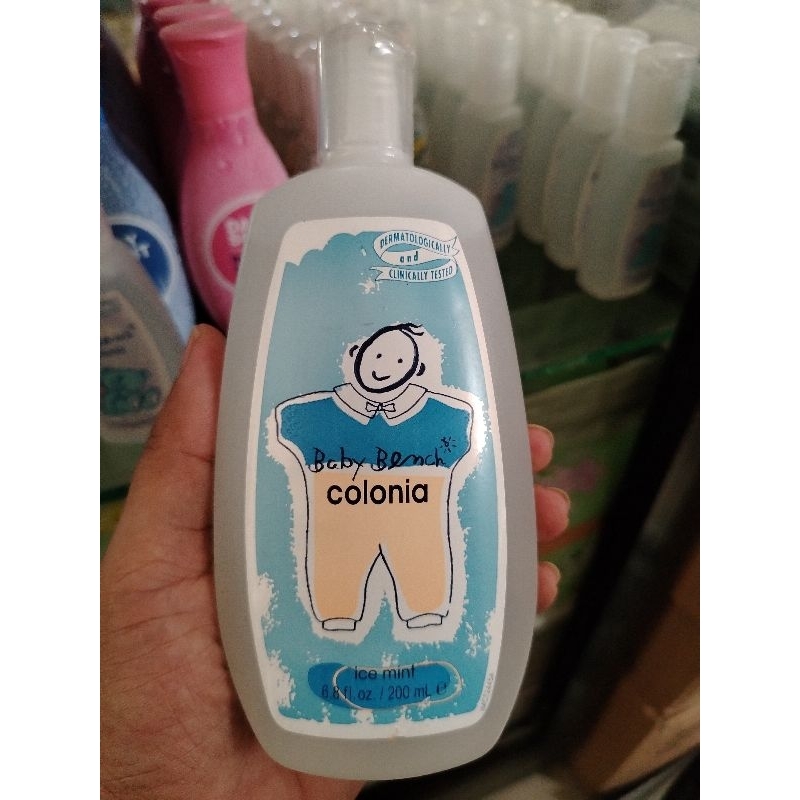 DERMATOLOGICALLY
and
CLINICALLY TESTED
Baby Bench
colonia
ice mint
6.8 fl. oz. / 200 mL ℮